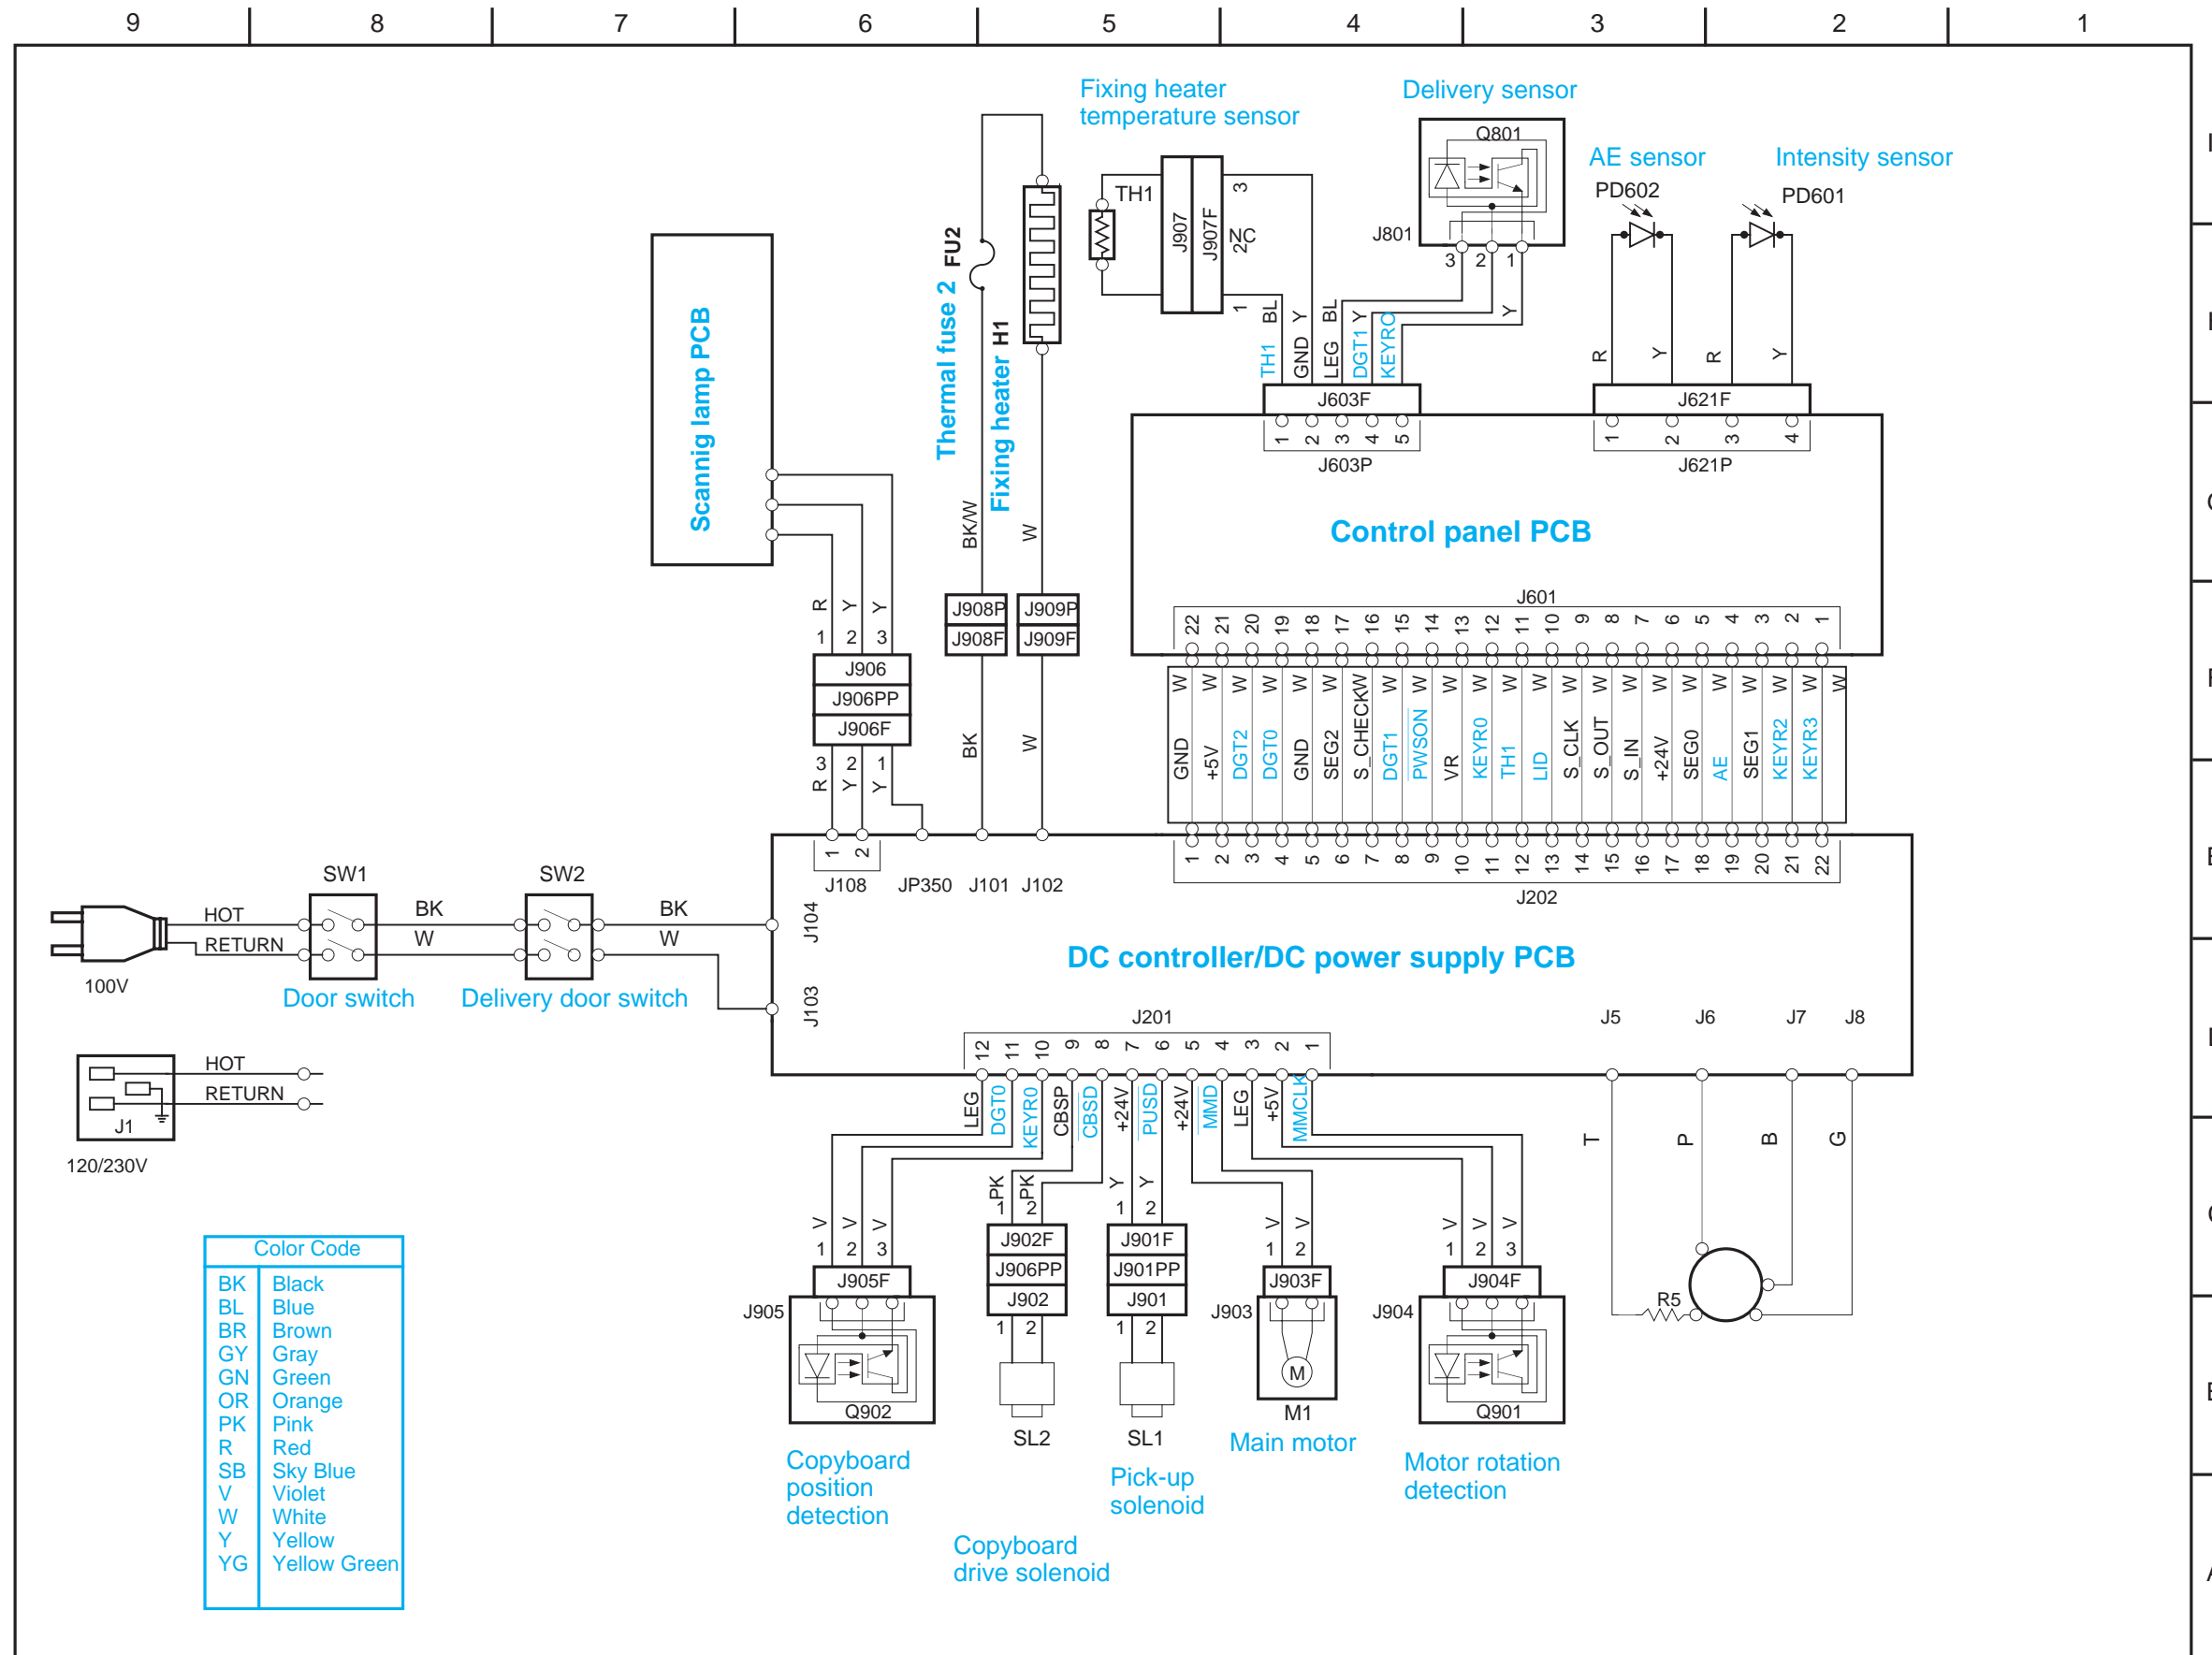 9 8 7 6 5 4 3 2 1
Fixing heater
temperature sensor
Delivery sensor
Q801
AE sensor
Intensity sensor
PD602
PD601
TH1
J907
J907F
3
NC
2
1
J801
3 2 1
Thermal fuse 2 FU2
Fixing heater H1
Scannig lamp PCB
BL
Y
BL
Y
Y
R
Y
R
Y
TH1
GND
LEG
DGT1
KEYRO
J603F
J621F
1 2 3 4 5
1 2 3 4
J603P
J621P
Control panel PCB
BK/W
W
R Y Y
1 2 3
J908P
J909P
J908F
J909F
J601
22 21 20 19 18 17 16 15 14 13 12 11 10 9 8 7 6 5 4 3 2 1
J906
J906PP
J906F
W W W W W W W W W W W W W W W W W W W W W W W
GND
+5V
DGT2
DGT0
GND
SEG2
S_CHECK
DGT1
PWSON
VR
KEYR0
TH1
LID
S_CLK
S_OUT
S_IN
+24V
SEG0
AE
SEG1
KEYR2
KEYR3
BK
W
3 2 1
R Y Y
1 2
J108
JP350
J101
J102
1 2 3 4 5 6 7 8 9 10 11 12 13 14 15 16 17 18 19 20 21 22
J202
SW1
SW2
HOT
BK
BK
J104
RETURN
W
W
DC controller/DC power supply PCB
100V
Door switch
Delivery door switch
J103
J201
J5
J6
J7
J8
12 11 10 9 8 7 6 5 4 3 2 1
HOT
RETURN
J1
120/230V
LEG
DGT0
KEYR0
CBSP
CBSD
+24V
PUSD
+24V
MMD
LEG
+5V
MMCLK
T
P
B
G
V V V
PK PK
Y Y
V V
V V V
1 2 3
1 2
1 2
1 2
1 2 3
J905F
J902F
J901F
J903F
J904F
J906PP
J901PP
J902
J901
J905
J903
J904
R5
1 2
1 2
M
Q902
M1
Q901
SL2
SL1
Main motor
Copyboard
position
detection
Pick-up
solenoid
Motor rotation
detection
Copyboard
drive solenoid
Color Code
BK Black
BL Blue
BR Brown
GY Gray
GN Green
OR Orange
PK Pink
R Red
SB Sky Blue
V Violet
W White
Y Yellow
YG Yellow Green